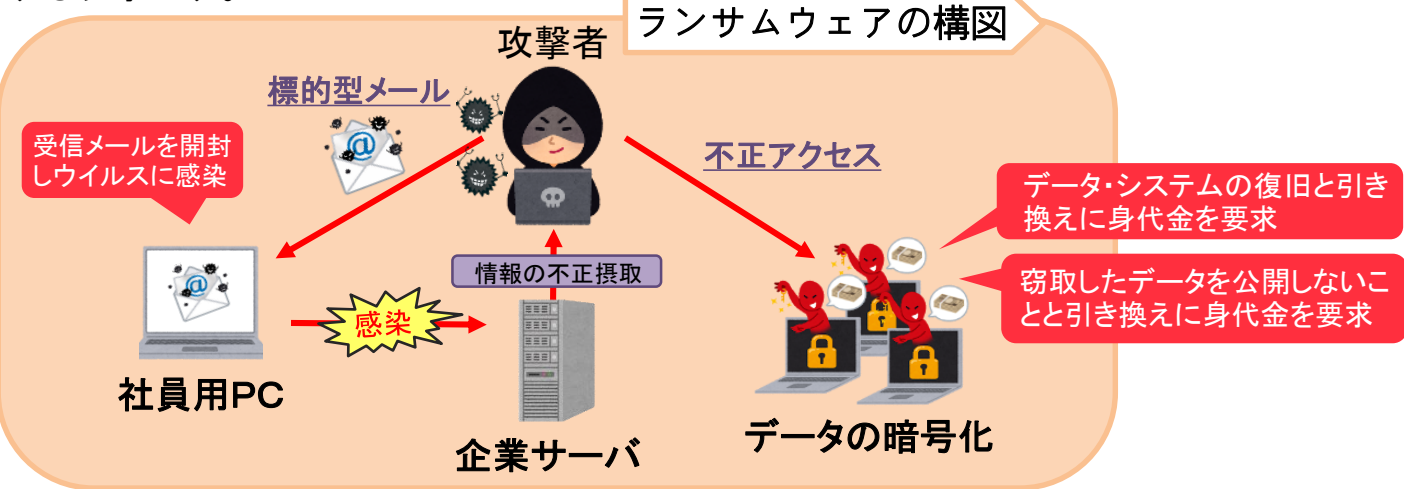 ランサムウェアの構図
攻撃者
標的型メール
受信メールを開封
しウイルスに感染
不正アクセス
データ・システムの復旧と引き
換えに身代金を要求
窃取したデータを公開しないこ
とと引き換えに身代金を要求
情報の不正摂取
感染
社員用PC
企業サーバ
データの暗号化